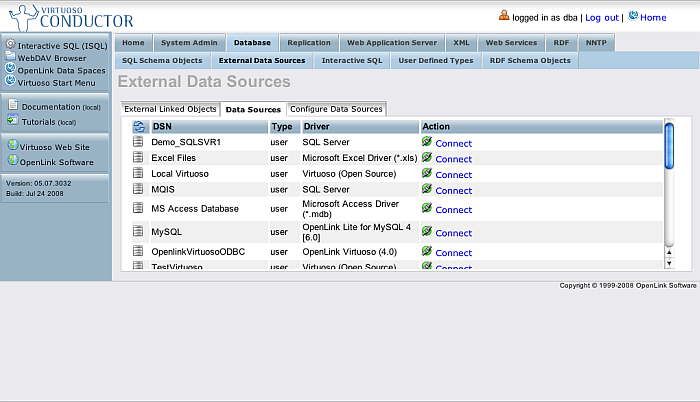 VIRTUOSO
CONDUCTOR
logged in as dba | Log out | Home
Interactive SQL (ISQL)
WebDAV Browser
OpenLink Data Spaces
Virtuoso Start Menu
Documentation (local)
Tutorials (local)
Virtuoso Web Site
OpenLink Software
Version: 05.07.3032
Build: Jul 24 2008
Home System Admin Database Replication Web Application Server XML Web Services RDF NNTP
SQL Schema Objects External Data Sources Interactive SQL User Defined Types RDF Schema Objects
External Data Sources
External Linked Objects Data Sources Configure Data Sources
DSN Type Driver Action
Demo_SQLSVR1 user SQL Server Connect
Excel Files user Microsoft Excel Driver (*.xls) Connect
Local Virtuoso user Virtuoso (Open Source) Connect
MQIS user SQL Server Connect
MS Access Database user Microsoft Access Driver (*.mdb) Connect
MySQL user OpenLink Lite for MySQL 4 [6.0] Connect
OpenlinkVirtuosoODBC user OpenLink Virtuoso (4.0) Connect
TestVirtuoso user Virtuoso (Open Source) Connect
Copyright © 1999-2008 OpenLink Software